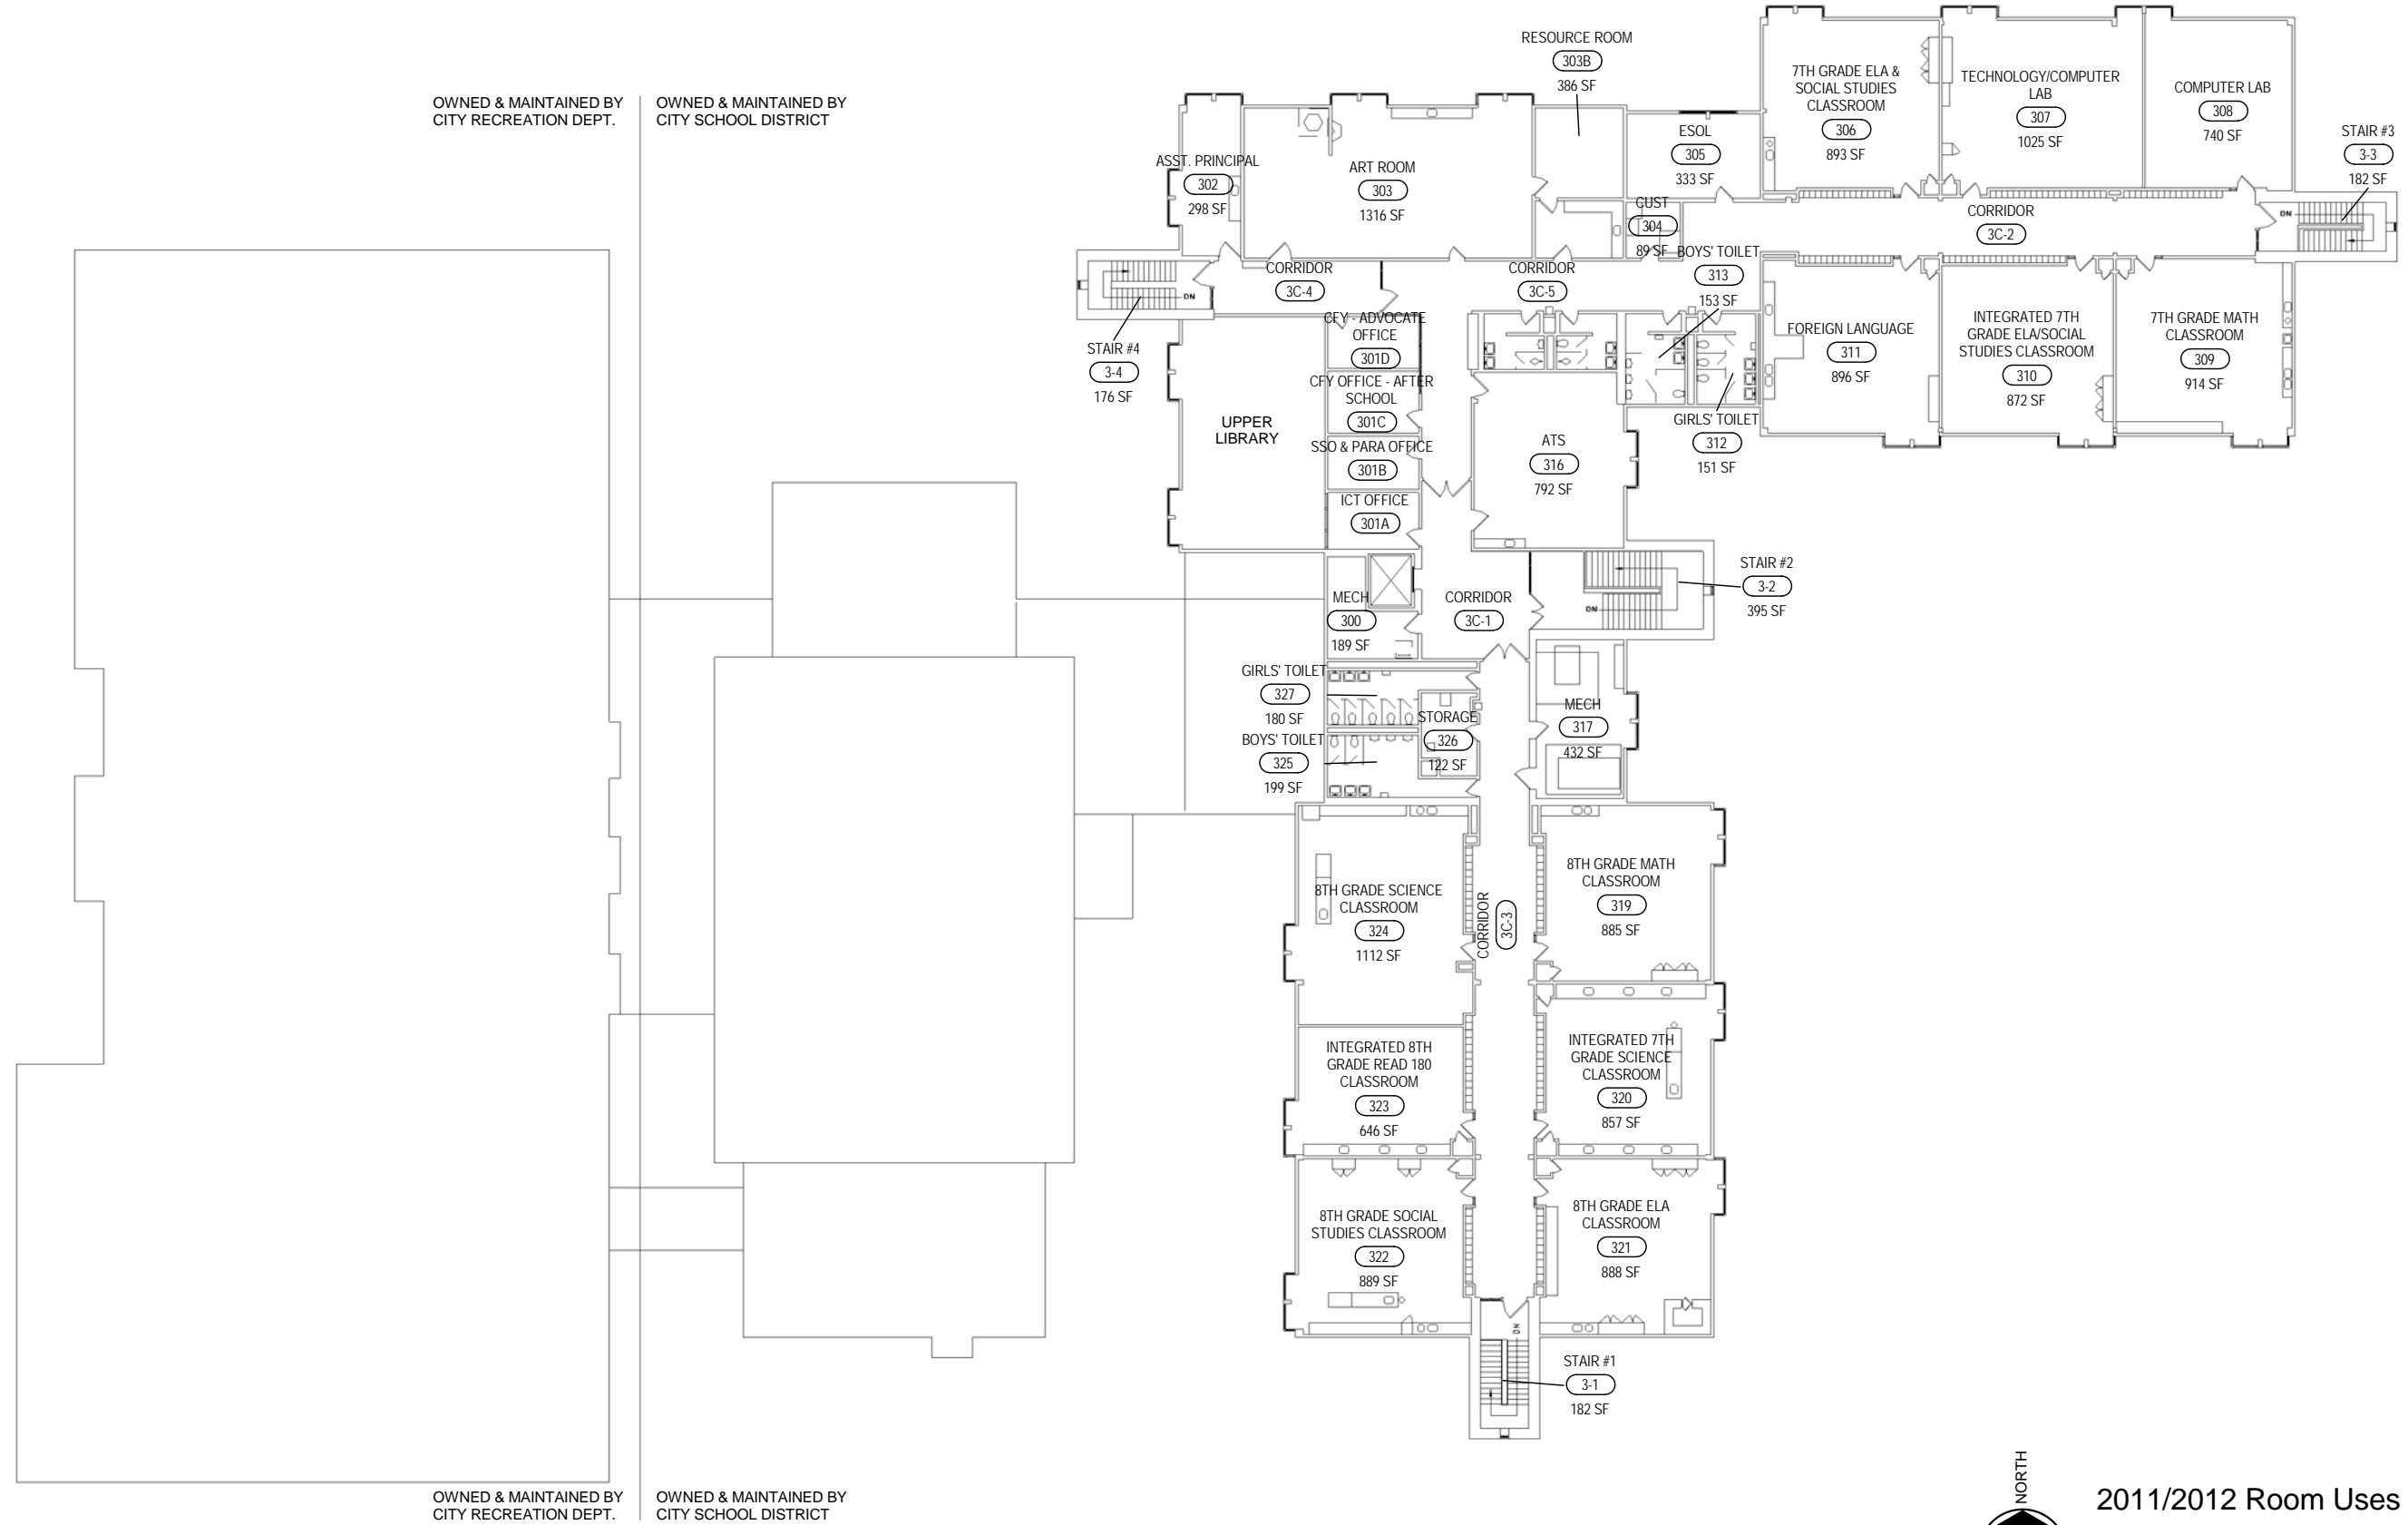 OWNED & MAINTAINED BY
CITY RECREATION DEPT.
OWNED & MAINTAINED BY
CITY SCHOOL DISTRICT
RESOURCE ROOM
303B
386 SF
ASST. PRINCIPAL
302
298 SF
ART ROOM
303
1316 SF
ESOL
305
333 SF
CUST
304
89 SF
7TH GRADE ELA &
SOCIAL STUDIES
CLASSROOM
306
893 SF
TECHNOLOGY/COMPUTER
LAB
307
1025 SF
COMPUTER LAB
308
740 SF
STAIR #3
3-3
182 SF
DN
CORRIDOR
3C-2
CORRIDOR
3C-4
CORRIDOR
3C-5
BOYS' TOILET
313
153 SF
DN
STAIR #4
3-4
176 SF
UPPER
LIBRARY
CFY - ADVOCATE
OFFICE
301D
CFY OFFICE - AFTER
SCHOOL
301C
SSO & PARA OFFICE
301B
ICT OFFICE
301A
ATS
316
792 SF
GIRLS' TOILET
312
151 SF
FOREIGN LANGUAGE
311
896 SF
INTEGRATED 7TH
GRADE ELA/SOCIAL
STUDIES CLASSROOM
310
872 SF
7TH GRADE MATH
CLASSROOM
309
914 SF
MECH
300
189 SF
CORRIDOR
3C-1
DN
STAIR #2
3-2
395 SF
GIRLS' TOILET
327
180 SF
BOYS' TOILET
325
199 SF
STORAGE
326
122 SF
MECH
317
432 SF
8TH GRADE SCIENCE
CLASSROOM
324
1112 SF
CORRIDOR
3C-3
8TH GRADE MATH
CLASSROOM
319
885 SF
INTEGRATED 8TH
GRADE READ 180
CLASSROOM
323
646 SF
INTEGRATED 7TH
GRADE SCIENCE
CLASSROOM
320
857 SF
8TH GRADE SOCIAL
STUDIES CLASSROOM
322
889 SF
8TH GRADE ELA
CLASSROOM
321
888 SF
DN
STAIR #1
3-1
182 SF
OWNED & MAINTAINED BY
CITY RECREATION DEPT.
OWNED & MAINTAINED BY
CITY SCHOOL DISTRICT
NORTH
2011/2012 Room Uses